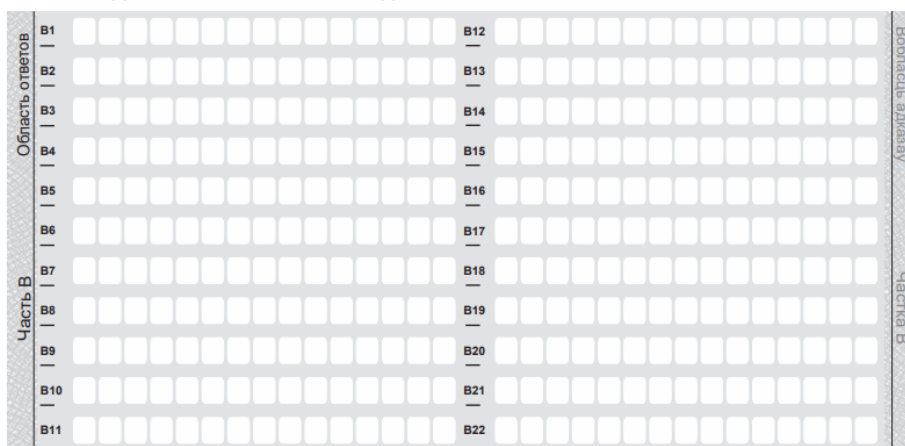 Область ответов
Часть В
B1
B2
B3
B4
B5
B6
B7
B8
B9
B10
B11
B12
B13
B14
B15
B16
B17
B18
B19
B20
B21
B22
Вобласць адказаў
Частка В